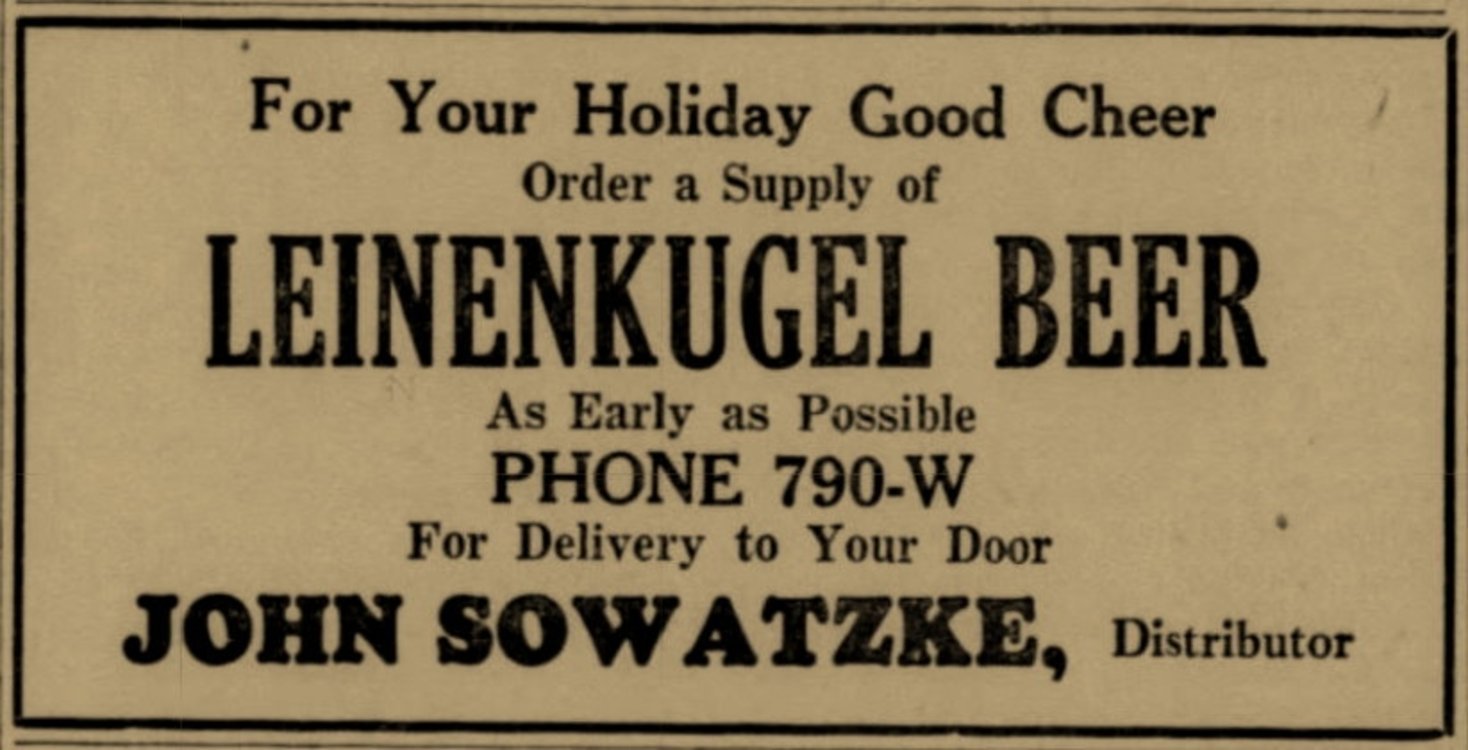 For Your Holiday Good Cheer
Order a Supply of
LEINENKUGEL BEER
As Early as Possible
PHONE 790-W
For Delivery to Your Door
JOHN SOWATZKE, Distributor